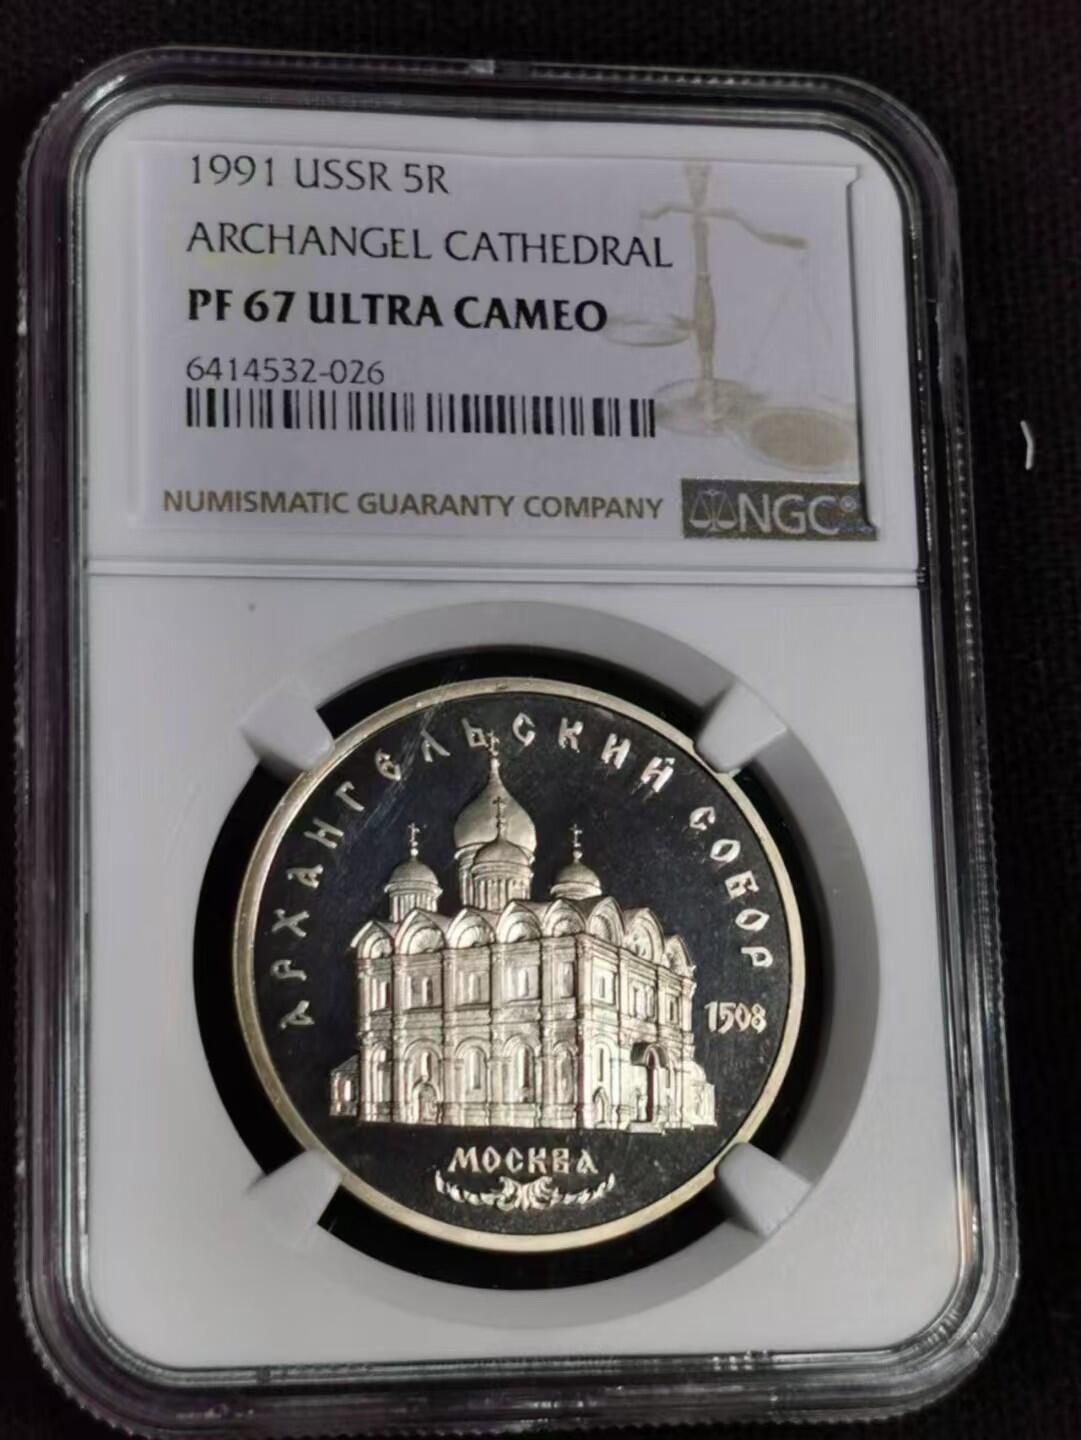 1991 USSR 5R
ARCHANGEL CATHEDRAL
PF 67 ULTRA CAMEO
6414532-026
NUMISMATIC GUARANTY COMPANY
NGC®
АРХАНГЕЛЬСКИЙ СОБОР
1508
МОСКВА